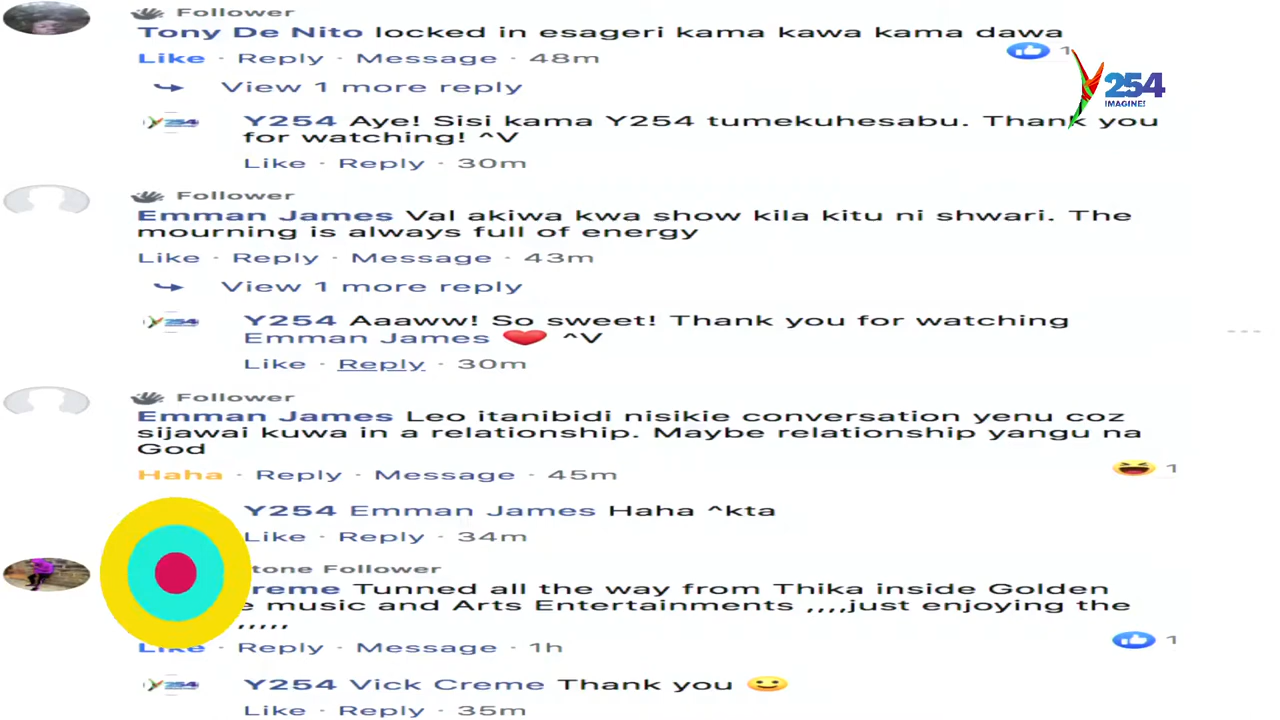 Follower
Tony De Nito locked in esageri kama kawa kama dawa
Like · Reply · Message · 48m
1
Y254
IMAGINE!
View 1 more reply
Y254 Aye! Sisi kama Y254 tumekuhesabu. Thank you
for watching! ^V
Like · Reply · 30m
Follower
Emman James Val akiwa kwa show kila kitu ni shwari. The
mourning is always full of energy
Like · Reply · Message · 43m
View 1 more reply
Y254 Aaaww! So sweet! Thank you for watching
Emman James ❤️ ^V
Like · Reply · 30m
Follower
Emman James Leo itanibidi nisikie conversation yenu coz
sijawai kuwa in a relationship. Maybe relationship yangu na
God
Haha · Reply · Message · 45m
1
Y254 Emman James Haha ^kta
Like · Reply · 34m
tone Follower
reme Tunned all the way from Thika inside Golden
music and Arts Entertainments ,,,,just enjoying the
,,,,,
Like · Reply · Message · 1h
1
Y254 Vick Creme Thank you 🙂
Like · Reply · 35m